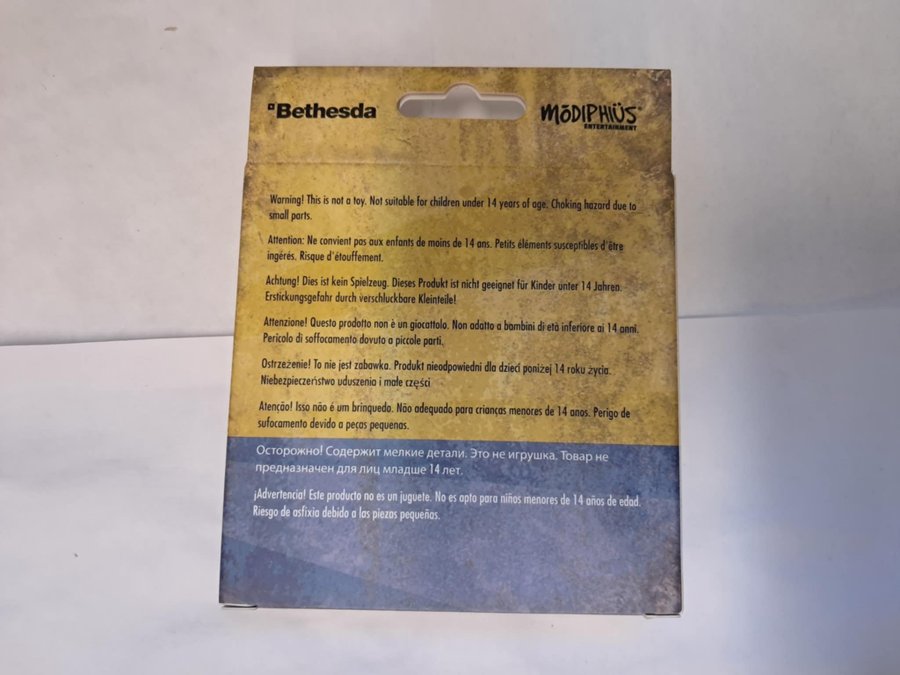 Bethesda
MŌDIPHIÜS®
ENTERTAINMENT
Warning! This is not a toy. Not suitable for children under 14 years of age. Choking hazard due to
small parts.
Attention: Ne convient pas aux enfants de moins de 14 ans. Petits éléments susceptibles d'être
ingérés. Risque d'étouffement.
Achtung! Dies ist kein Spielzeug. Dieses Produkt ist nicht geeignet für Kinder unter 14 Jahren.
Erstickungsgefahr durch verschluckbare Kleinteile!
Attenzione! Questo prodotto non è un giocattolo. Non adatto a bambini di età inferiore ai 14 anni.
Pericolo di soffocamento dovuto a piccole parti.
Ostrzeżenie! To nie jest zabawka. Produkt nieodpowiedni dla dzieci poniżej 14 roku życia.
Niebezpieczeństwo uduszenia i małe części
Atenção! Isso não é um brinquedo. Não adequado para crianças menores de 14 anos. Perigo de
sufocamento devido a peças pequenas.
Осторожно! Содержит мелкие детали. Это не игрушка. Товар не
предназначен для лиц младше 14 лет.
¡Advertencia! Este producto no es un juguete. No es apto para niños menores de 14 años de edad.
Riesgo de asfixia debido a las piezas pequeñas.